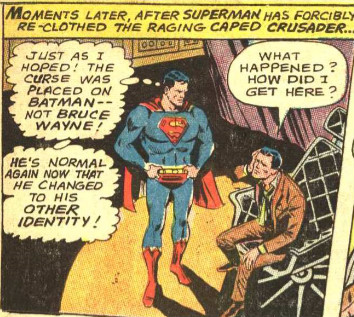 MOMENTS LATER, AFTER SUPERMAN HAS FORCIBLY
RE-CLOTHED THE RAGING CAPED CRUSADER...
JUST AS I
HOPED! THE
CURSE WAS
PLACED ON
BATMAN--
NOT BRUCE
WAYNE!
HE'S NORMAL
AGAIN NOW THAT
HE CHANGED
TO HIS
OTHER
IDENTITY!
WHAT
HAPPENED?
HOW DID I
GET HERE?
S